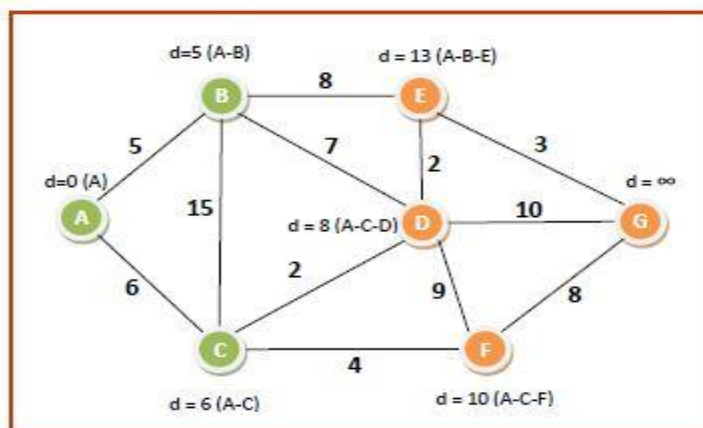 d=5 (A-B)
d = 13 (A-B-E)
B
8
E
5
7
2
3
d=0 (A)
d = ∞
A
15
d = 8 (A-C-D)
D
10
G
6
2
9
8
C
4
F
d = 6 (A-C)
d = 10 (A-C-F)